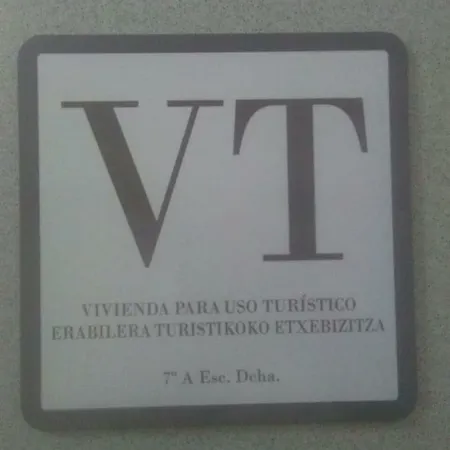 VT
VIVIENDA PARA USO TURÍSTICO
ERABILERA TURISTIKOKO ETXEBIZITZA
7º A Esc. Dcha.